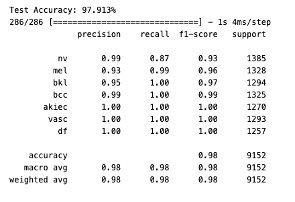 Test Accuracy: 97.913%
286/286 [==============================] - 1s 4ms/step
precision recall f1-score support
nv 0.99 0.87 0.93 1385
mel 0.93 0.99 0.96 1328
bkl 0.95 1.00 0.97 1294
bcc 0.99 1.00 0.99 1325
akiec 1.00 1.00 1.00 1270
vasc 1.00 1.00 1.00 1293
df 1.00 1.00 1.00 1257
accuracy 0.98 9152
macro avg 0.98 0.98 0.98 9152
weighted avg 0.98 0.98 0.98 9152